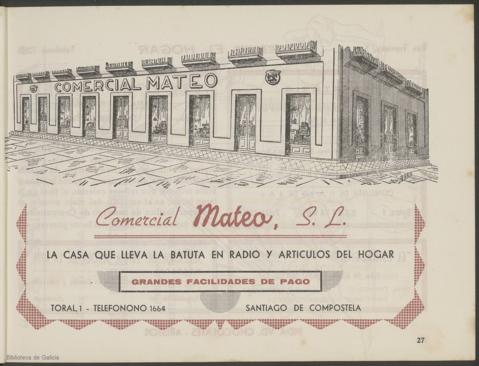 COMERCIAL MATEO
Comercial Mateo, S. L.
LA CASA QUE LLEVA LA BATUTA EN RADIO Y ARTICULOS DEL HOGAR
GRANDES FACILIDADES DE PAGO
TORAL, 1 - TELEFONONO 1664 SANTIAGO DE COMPOSTELA
27
Biblioteca de Galicia